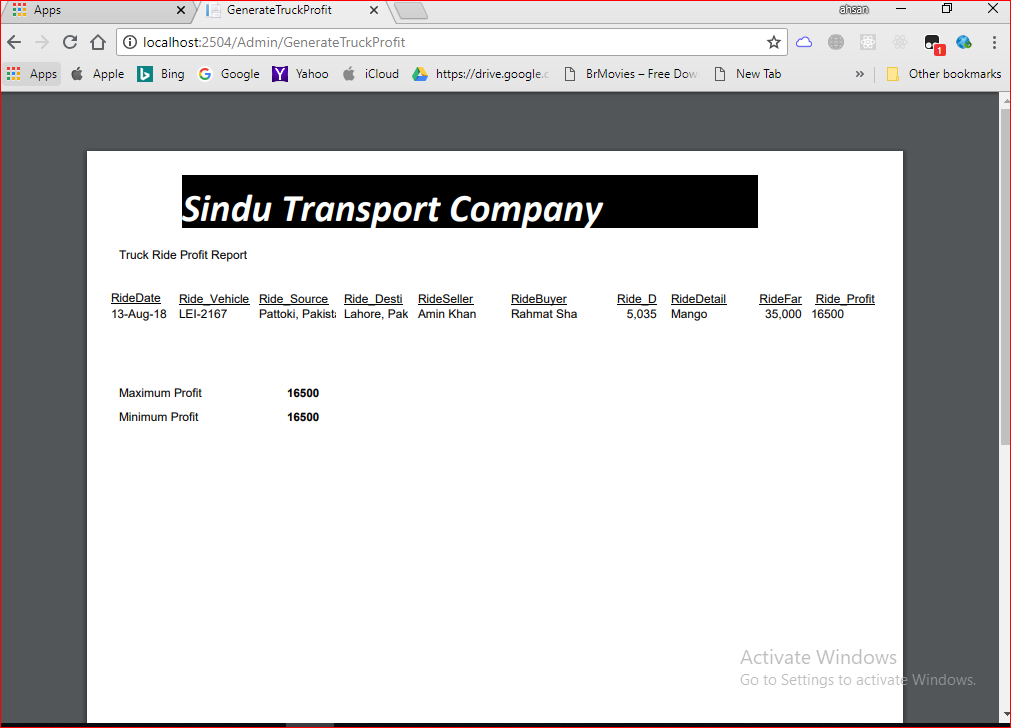 Apps GenerateTruckProfit ahsan
localhost:2504/Admin/GenerateTruckProfit 1
Apps Apple Bing Google Yahoo iCloud https://drive.google.c BrMovies – Free Dow New Tab » Other bookmarks
Sindu Transport Company
Truck Ride Profit Report
RideDate Ride_Vehicle Ride_Source Ride_Desti RideSeller RideBuyer Ride_D RideDetail RideFar Ride_Profit
13-Aug-18 LEI-2167 Pattoki, Pakista Lahore, Pak Amin Khan Rahmat Sha 5,035 Mango 35,000 16500
Maximum Profit 16500
Minimum Profit 16500
Activate Windows
Go to Settings to activate Windows.